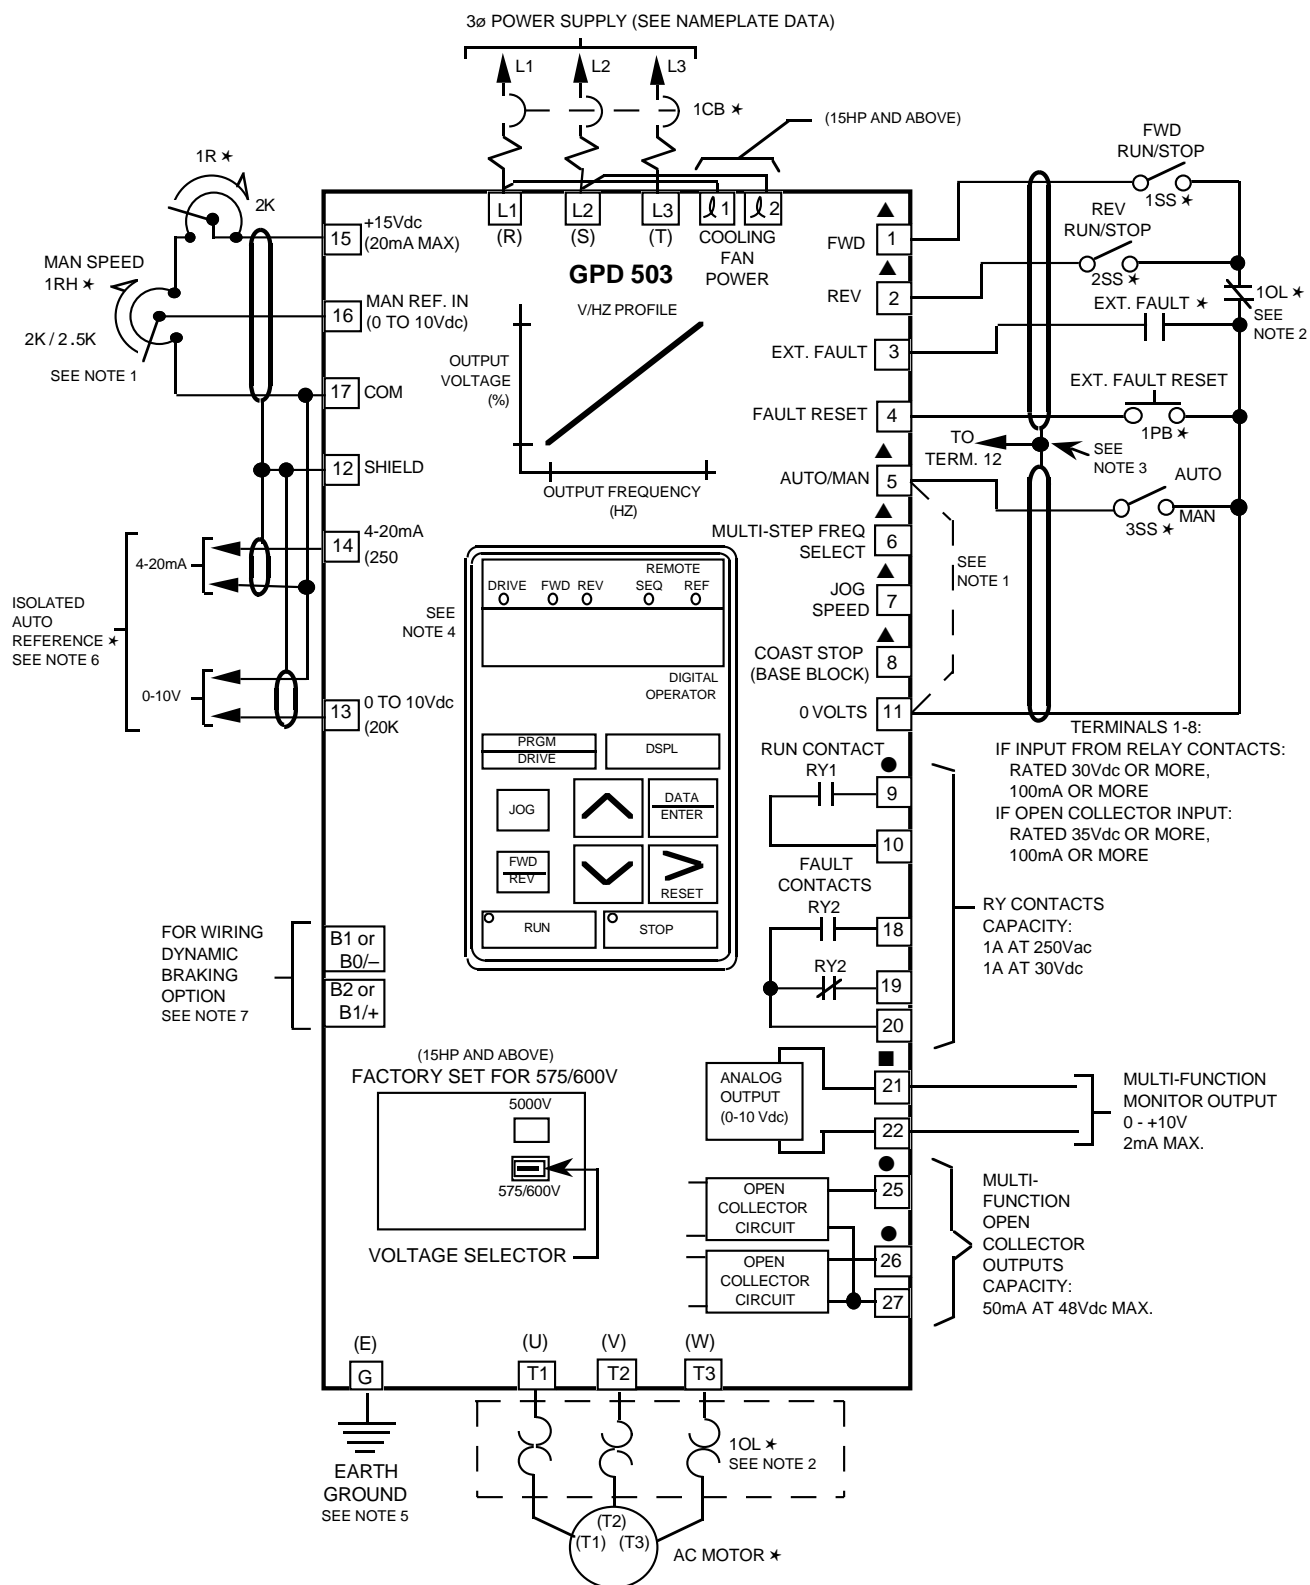 3ø POWER SUPPLY (SEE NAMEPLATE DATA)
L1
L2
L3
1CB ✶
(15HP AND ABOVE)
1R ✶
2K
MAN SPEED
1RH ✶
2K / 2.5K
SEE NOTE 1
L1
L2
L3
ℓ 1
ℓ 2
(R)
(S)
(T)
COOLING
FAN
POWER
GPD 503
V/HZ PROFILE
OUTPUT
VOLTAGE
(%)
OUTPUT FREQUENCY
(HZ)
15
+15Vdc
(20mA MAX)
16
MAN REF. IN
(0 TO 10Vdc)
17
COM
12
SHIELD
14
4-20mA
(250
13
0 TO 10Vdc
(20K
4-20mA
0-10V
ISOLATED
AUTO
REFERENCE ✶
SEE NOTE 6
FWD
1
REV
2
EXT. FAULT
3
FAULT RESET
4
AUTO/MAN
5
MULTI-STEP FREQ
SELECT
6
JOG
SPEED
7
COAST STOP
(BASE BLOCK)
8
0 VOLTS
11
FWD
RUN/STOP
1SS ✶
REV
RUN/STOP
2SS ✶
1OL ✶
SEE
NOTE 2
EXT. FAULT ✶
EXT. FAULT RESET
1PB ✶
TO
TERM. 12
SEE
NOTE 3
AUTO
MAN
3SS ✶
SEE
NOTE 1
TERMINALS 1-8:
IF INPUT FROM RELAY CONTACTS:
RATED 30Vdc OR MORE,
100mA OR MORE
IF OPEN COLLECTOR INPUT:
RATED 35Vdc OR MORE,
100mA OR MORE
SEE
NOTE 4
REMOTE
DRIVE
FWD
REV
SEQ
REF
DIGITAL
OPERATOR
PRGM
DRIVE
DSPL
JOG
DATA
ENTER
FWD
REV
RESET
RUN
STOP
RUN CONTACT
RY1
9
10
FAULT
CONTACTS
RY2
18
RY2
19
20
RY CONTACTS
CAPACITY:
1A AT 250Vac
1A AT 30Vdc
FOR WIRING
DYNAMIC
BRAKING
OPTION
SEE NOTE 7
B1 or
B0/–
B2 or
B1/+
(15HP AND ABOVE)
FACTORY SET FOR 575/600V
5000V
575/600V
VOLTAGE SELECTOR
ANALOG
OUTPUT
(0-10 Vdc)
21
22
MULTI-FUNCTION
MONITOR OUTPUT
0 - +10V
2mA MAX.
OPEN
COLLECTOR
CIRCUIT
25
OPEN
COLLECTOR
CIRCUIT
26
27
MULTI-
FUNCTION
OPEN
COLLECTOR
OUTPUTS
CAPACITY:
50mA AT 48Vdc MAX.
(E)
G
(U)
T1
(V)
T2
(W)
T3
EARTH
GROUND
SEE NOTE 5
1OL ✶
SEE NOTE 2
(T2)
(T1)
(T3)
AC MOTOR ✶